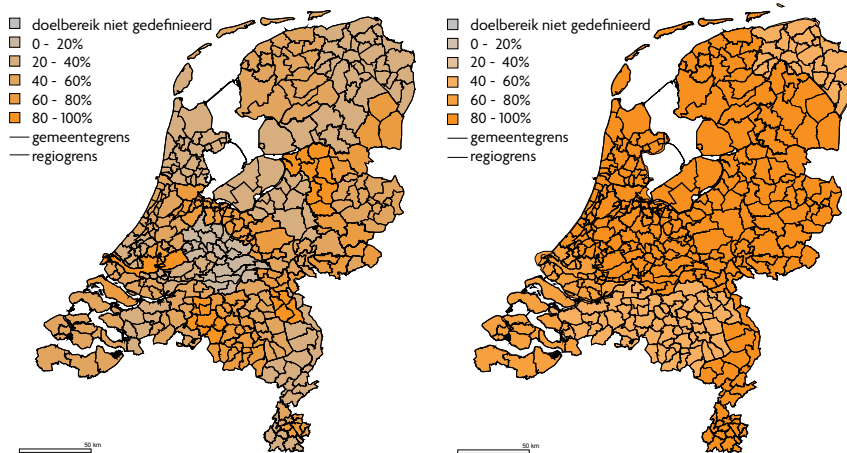 doelbereik niet gedefinieerd
0 - 20%
20 - 40%
40 - 60%
60 - 80%
80 - 100%
gemeentegrens
regiogrens
50 km
doelbereik niet gedefinieerd
0 - 20%
20 - 40%
40 - 60%
60 - 80%
80 - 100%
gemeentegrens
regiogrens
50 km